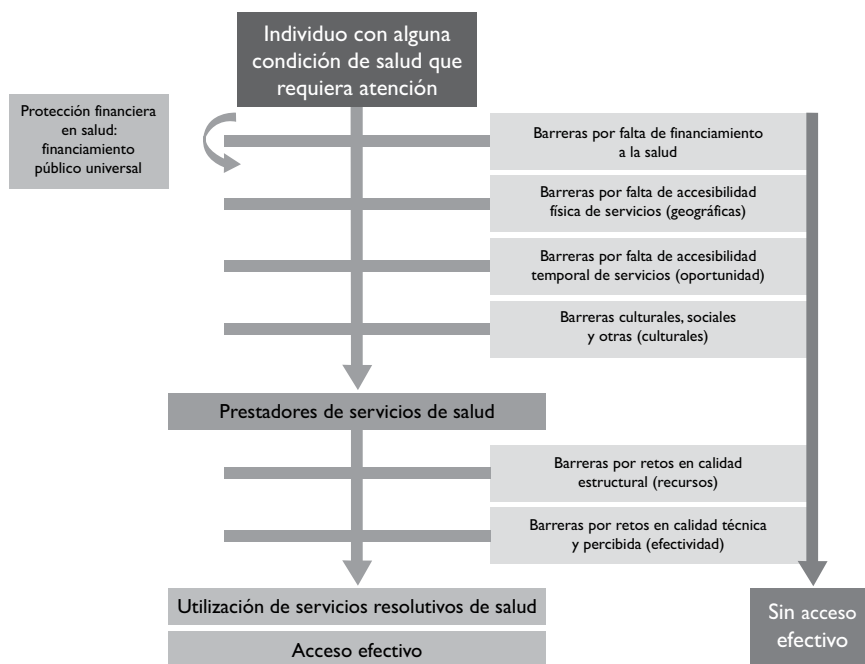 Individuo con alguna
condición de salud que
requiera atención
Protección financiera
en salud:
financiamiento
público universal
Barreras por falta de financiamiento
a la salud
Barreras por falta de accesibilidad
física de servicios (geográficas)
Barreras por falta de accesibilidad
temporal de servicios (oportunidad)
Barreras culturales, sociales
y otras (culturales)
Prestadores de servicios de salud
Barreras por retos en calidad
estructural (recursos)
Barreras por retos en calidad técnica
y percibida (efectividad)
Utilización de servicios resolutivos de salud
Acceso efectivo
Sin acceso
efectivo